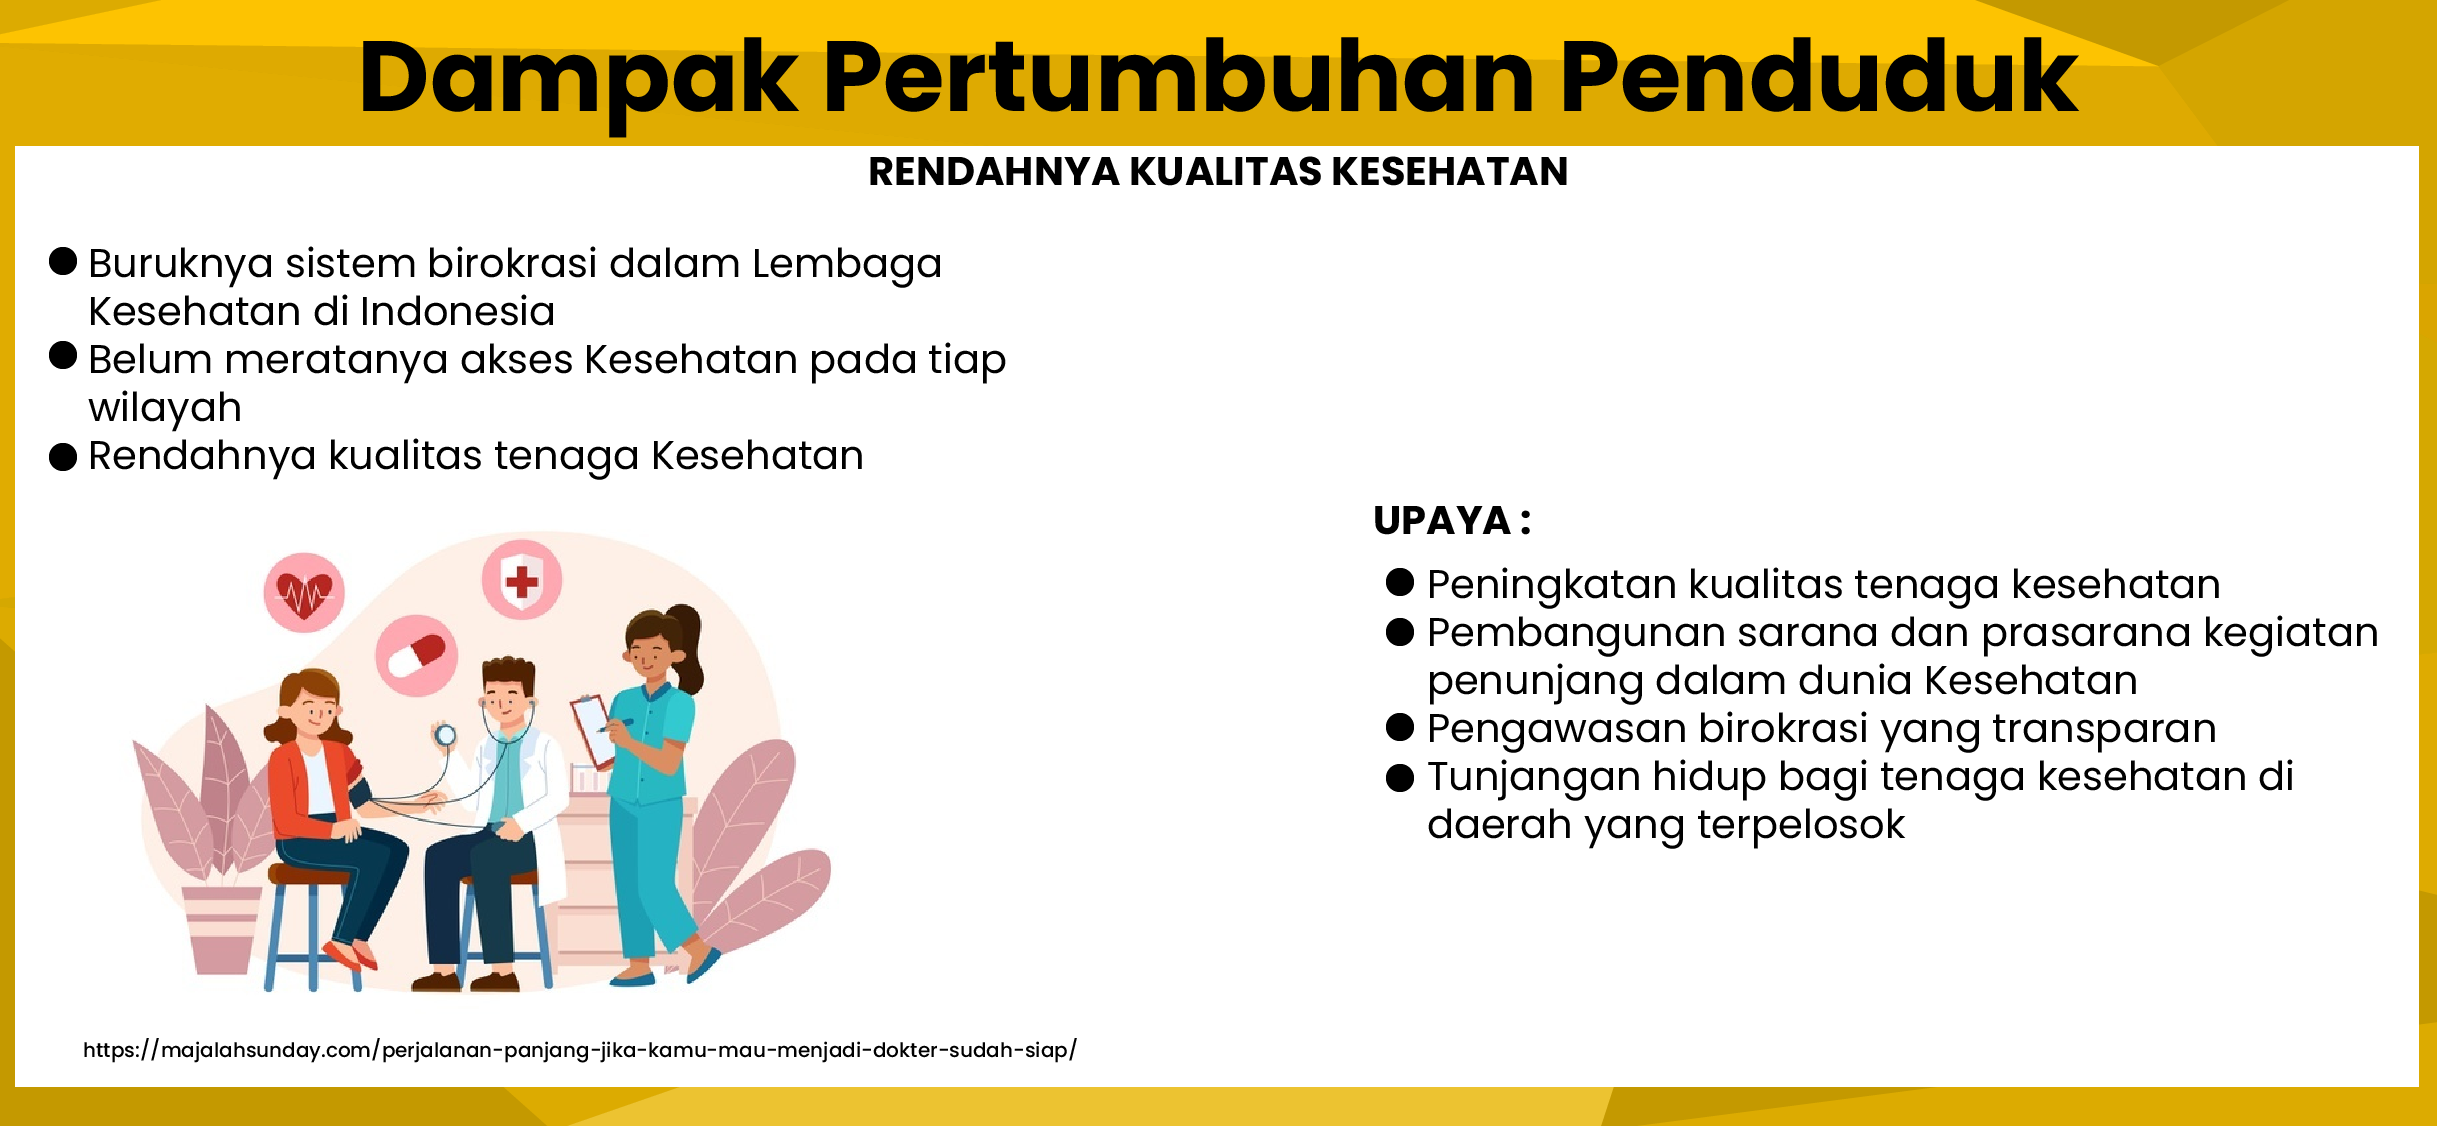 Dampak Pertumbuhan Penduduk
RENDAHNYA KUALITAS KESEHATAN
● Buruknya sistem birokrasi dalam Lembaga
Kesehatan di Indonesia
● Belum meratanya akses Kesehatan pada tiap
wilayah
● Rendahnya kualitas tenaga Kesehatan
UPAYA :
● Peningkatan kualitas tenaga kesehatan
● Pembangunan sarana dan prasarana kegiatan
penunjang dalam dunia Kesehatan
● Pengawasan birokrasi yang transparan
● Tunjangan hidup bagi tenaga kesehatan di
daerah yang terpelosok
https://majalahsunday.com/perjalanan-panjang-jika-kamu-mau-menjadi-dokter-sudah-siap/